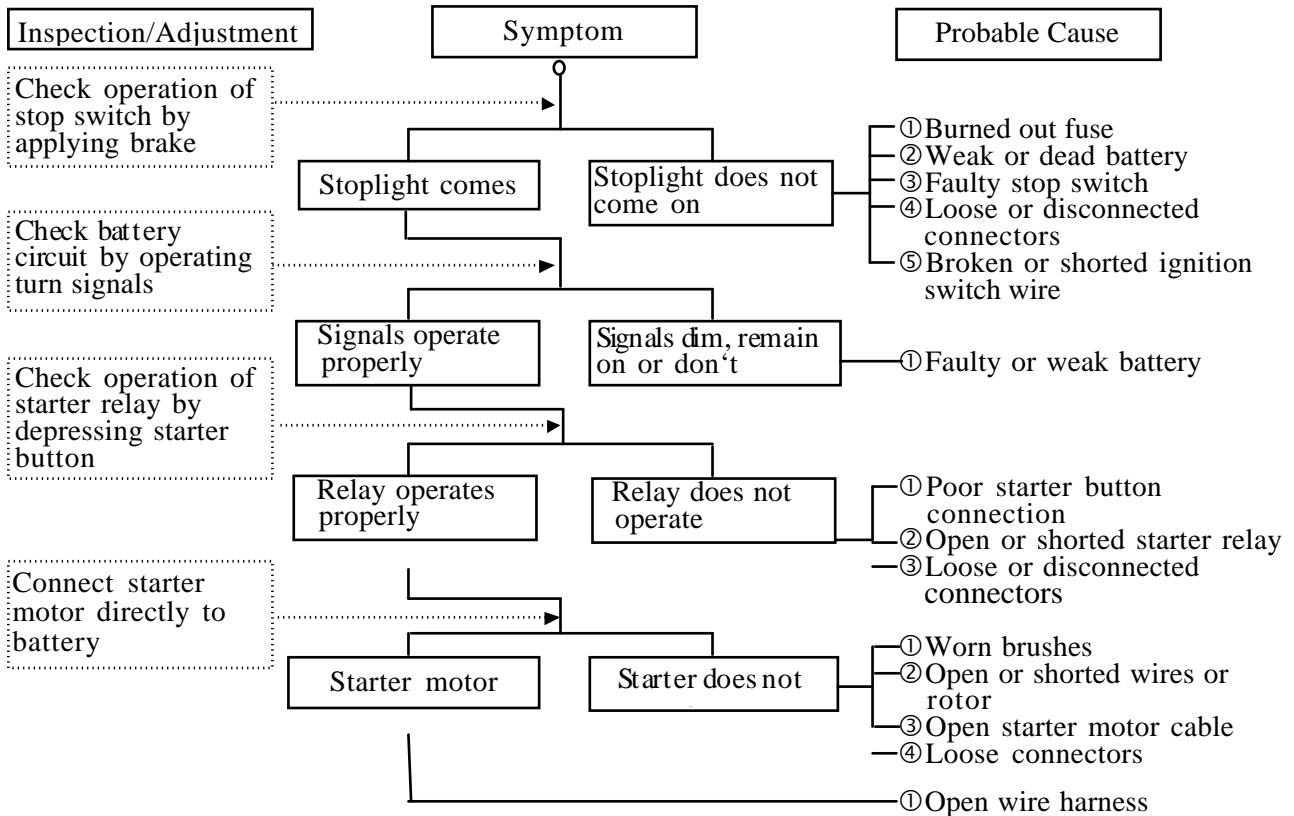 Inspection/Adjustment
Symptom
Probable Cause
Check operation of
stop switch by
applying brake
Stoplight comes
Stoplight does not
come on
①Burned out fuse
②Weak or dead battery
③Faulty stop switch
④Loose or disconnected
connectors
⑤Broken or shorted ignition
switch wire
Check battery
circuit by operating
turn signals
Signals operate
properly
Signals dim, remain
on or don‘t
①Faulty or weak battery
Check operation of
starter relay by
depressing starter
button
Relay operates
properly
Relay does not
operate
①Poor starter button
connection
②Open or shorted starter relay
③Loose or disconnected
connectors
Connect starter
motor directly to
battery
Starter motor
Starter does not
①Worn brushes
②Open or shorted wires or
rotor
③Open starter motor cable
④Loose connectors
①Open wire harness